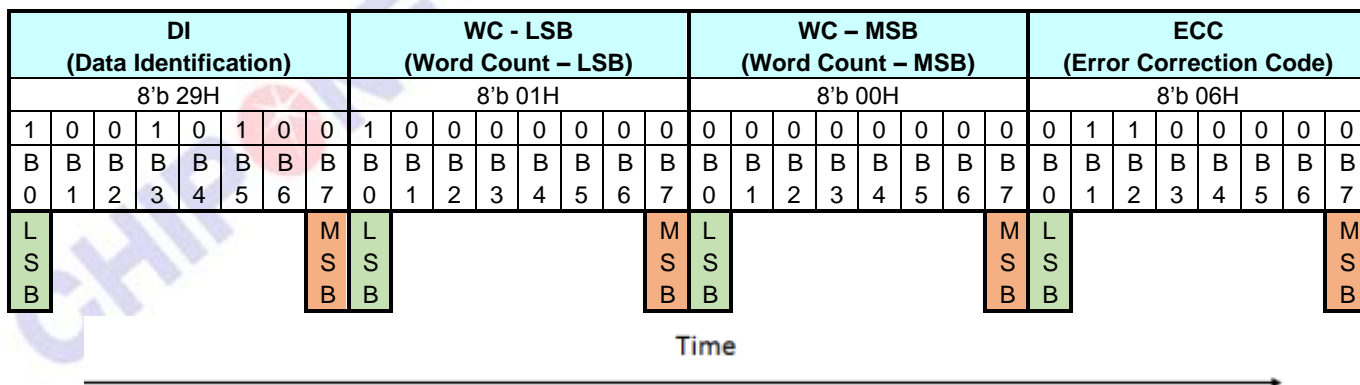 DI WC - LSB WC – MSB ECC
(Data Identification) (Word Count – LSB) (Word Count – MSB) (Error Correction Code)
8’b 29H 8’b 01H 8’b 00H 8’b 06H
1 0 0 1 0 1 0 0 1 0 0 0 0 0 0 0 0 0 0 0 0 0 0 0 0 1 1 0 0 0 0 0
B B B B B B B B B B B B B B B B B B B B B B B B B B B B B B B B
0 1 2 3 4 5 6 7 0 1 2 3 4 5 6 7 0 1 2 3 4 5 6 7 0 1 2 3 4 5 6 7
L M L M L M L M
S S S S S S S S
B B B B B B B B
Time
CHIPONE